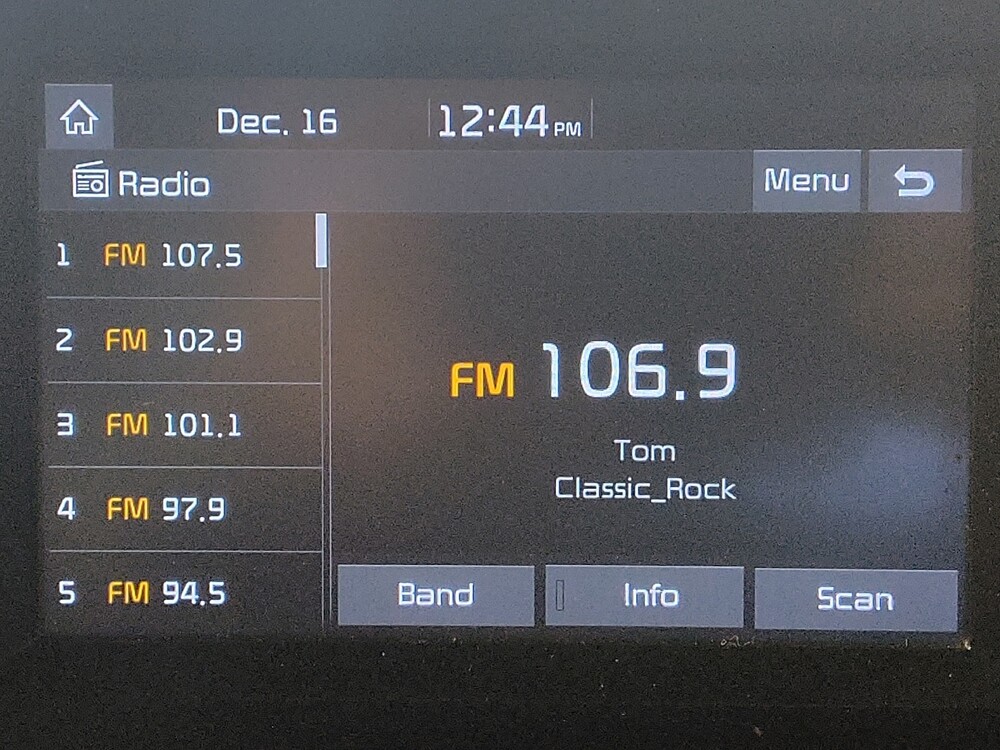 Dec. 16 12:44 PM
Radio Menu
1 FM 107.5
2 FM 102.9
3 FM 101.1
4 FM 97.9
5 FM 94.5
FM 106.9
Tom
Classic_Rock
Band Info Scan